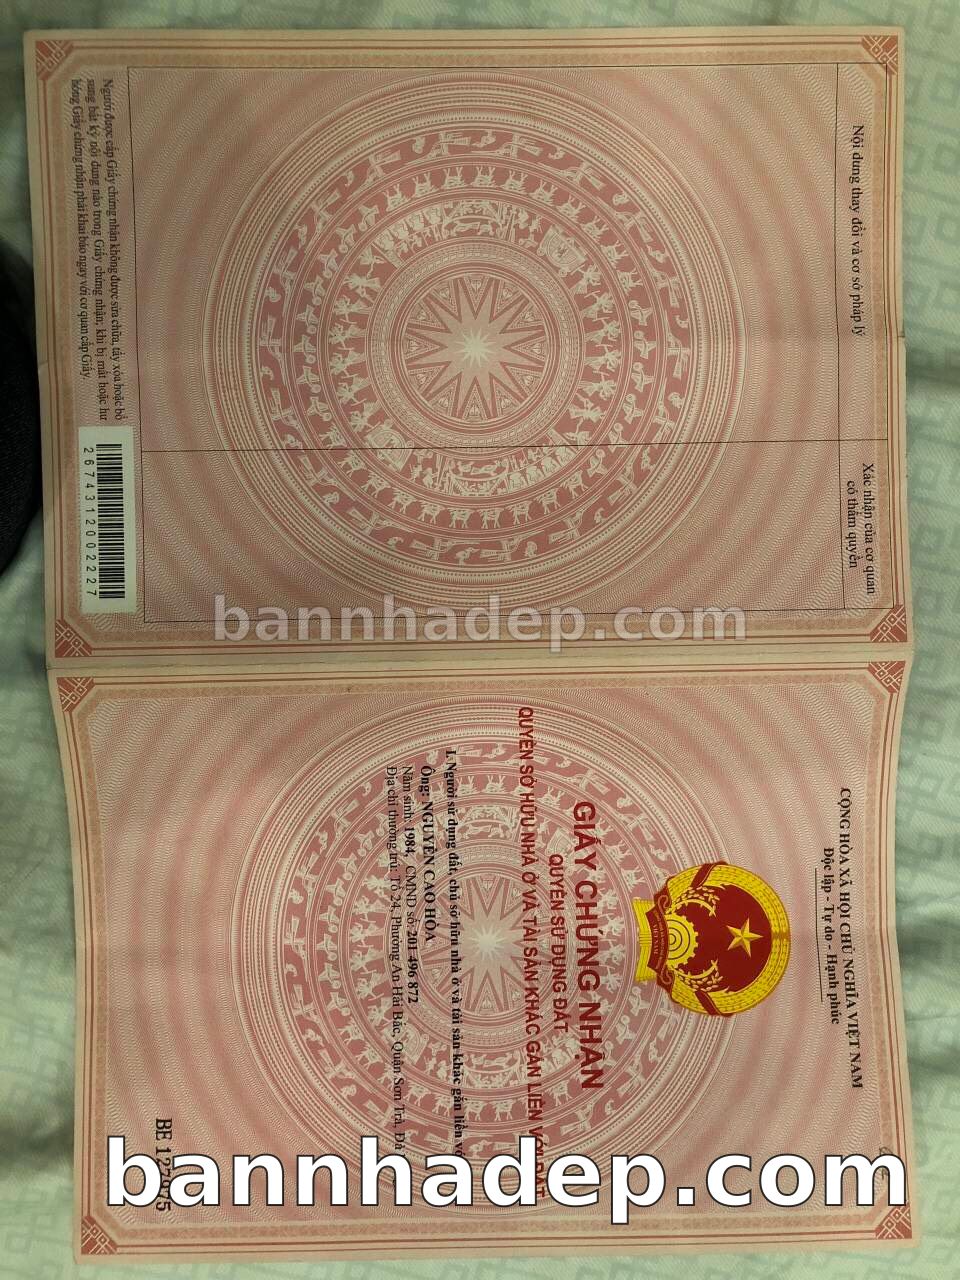 Nội dung thay đổi và cơ sở pháp lý
Xác nhận của cơ quan
có thẩm quyền
Người được cấp Giấy chứng nhận không được sửa chữa, tẩy xóa hoặc bổ
sung bất kỳ nội dung nào trong Giấy chứng nhận; khi bị mất hoặc hư
hỏng Giấy chứng nhận phải khai báo ngay với cơ quan cấp Giấy.
2674312002227
bannhadep.com
CỘNG HÒA XÃ HỘI CHỦ NGHĨA VIỆT NAM
Độc lập - Tự do - Hạnh phúc
VIỆT NAM
GIẤY CHỨNG NHẬN
QUYỀN SỬ DỤNG ĐẤT
QUYỀN SỞ HỮU NHÀ Ở VÀ TÀI SẢN KHÁC GẮN LIỀN VỚI ĐẤT
I. Người sử dụng đất, chủ sở hữu nhà ở và tài sản khác gắn liền
Ông: NGUYỄN CAO HÒA
Năm sinh: 1984, CMND số: 201 496 872
Địa chỉ thường trú: Tổ 24, Phường An Hải Bắc, Quận Sơn Trà, Đà
BE
bannhadep.com